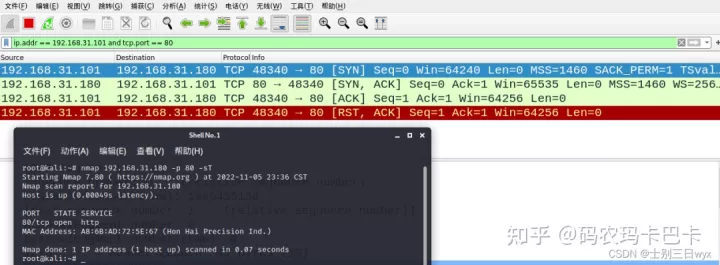 文件(F) 编辑(E) 视图(V) 跳转(G) 捕获(C) 分析(A) 统计(S) 电话(Y) 无线(W) 工具(T) 帮助(H)
ip.addr == 192.168.31.101 and tcp.port == 80
Source Destination Protocol Info
192.168.31.101 192.168.31.180 TCP 48340 → 80 [SYN] Seq=0 Win=64240 Len=0 MSS=1460 SACK_PERM=1 TSval…
192.168.31.180 192.168.31.101 TCP 80 → 48340 [SYN, ACK] Seq=0 Ack=1 Win=65535 Len=0 MSS=1460 WS=256…
192.168.31.101 192.168.31.180 TCP 48340 → 80 [ACK] Seq=1 Ack=1 Win=64256 Len=0
192.168.31.101 192.168.31.180 TCP 48340 → 80 [RST, ACK] Seq=1 Ack=1 Win=64256 Len=0
Shell No.1
文件(F) 动作(A) 编辑(E) 查看(V) 帮助(H)
root@kali:~# nmap 192.168.31.180 -p 80 -sT
Starting Nmap 7.80 ( https://nmap.org ) at 2022-11-05 23:36 CST
Nmap scan report for 192.168.31.180
Host is up (0.00049s latency).
PORT STATE SERVICE
80/tcp open http
MAC Address: A8:6B:AD:72:5E:67 (Hon Hai Precision Ind.)
Nmap done: 1 IP address (1 host up) scanned in 0.07 seconds
root@kali:~# _
知乎 @码农玛卡巴卡
CSDN @士别三日wyx